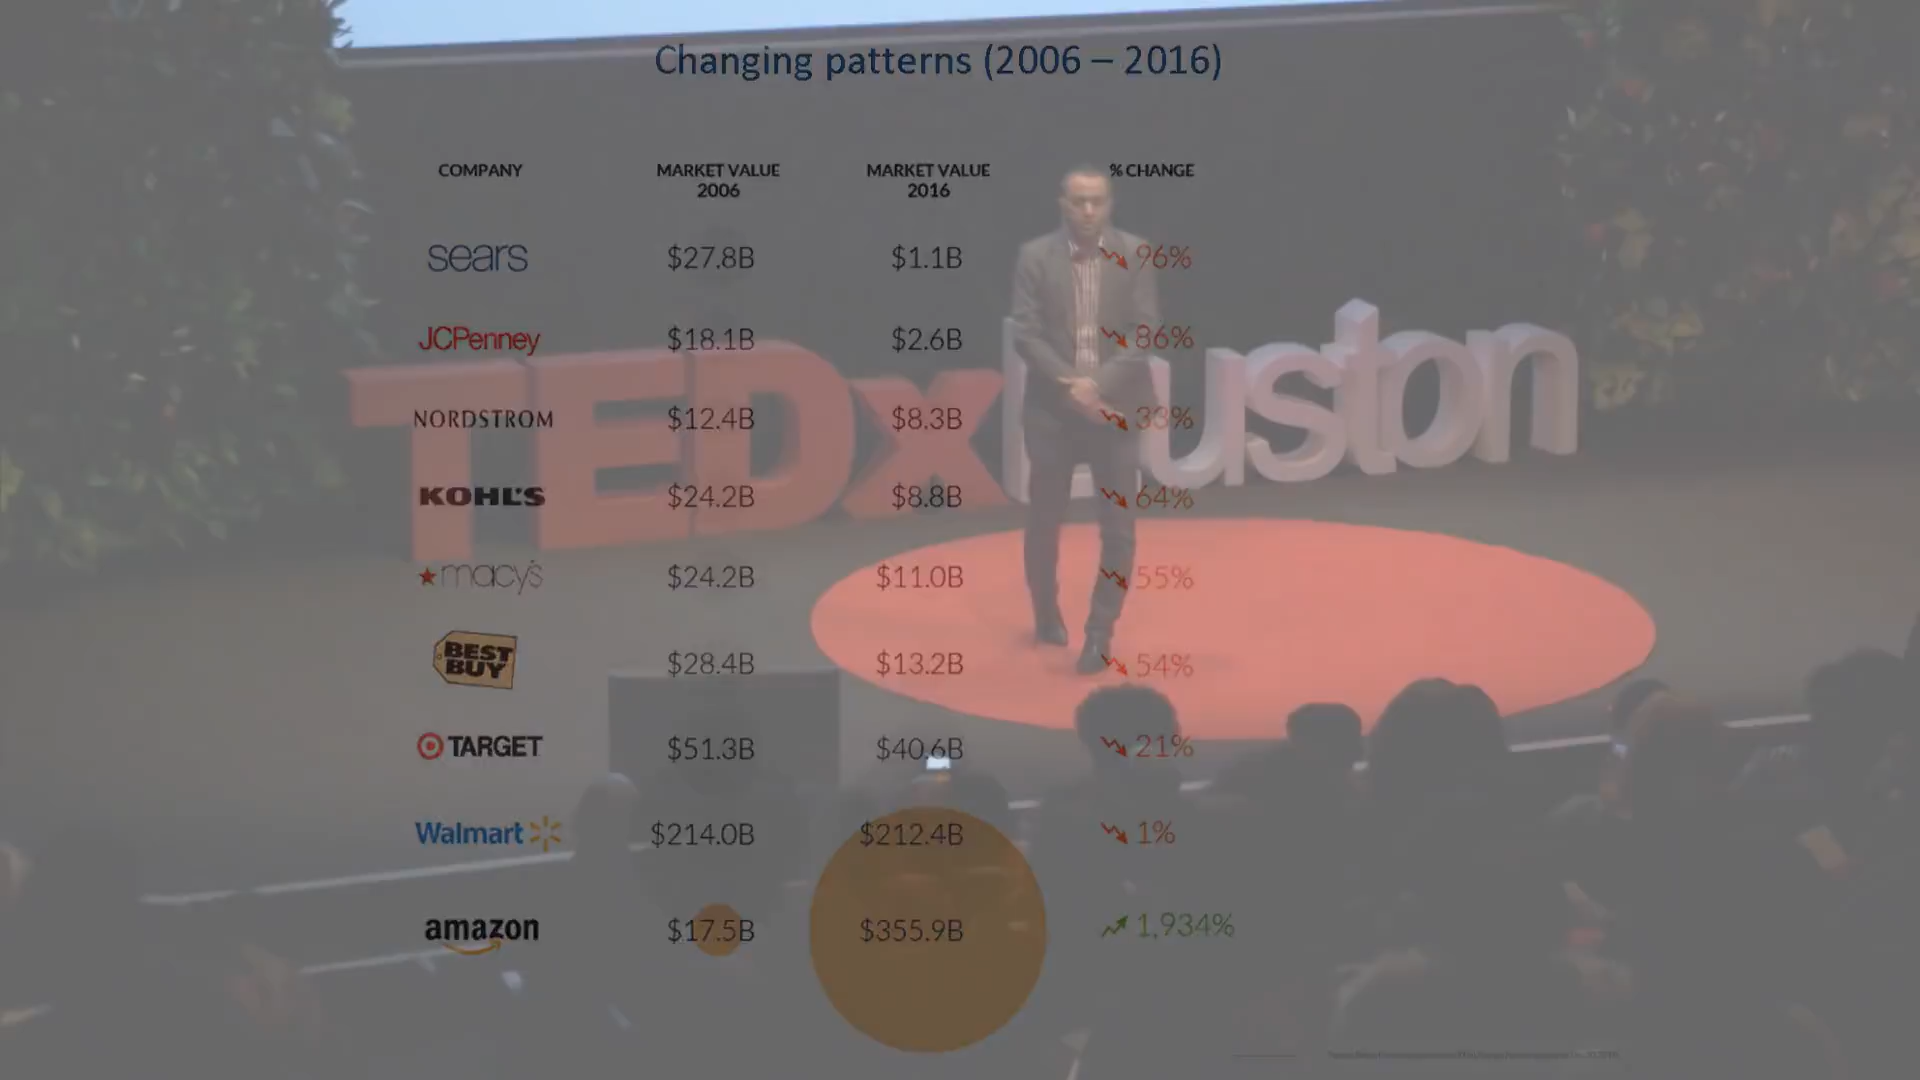 Changing patterns (2006 – 2016)
COMPANY MARKET VALUE 2006 MARKET VALUE 2016 % CHANGE
sears $27.8B $1.1B 96%
JCPenney $18.1B $2.6B 86%
NORDSTROM $12.4B $8.3B 33%
KOHL'S $24.2B $8.8B 64%
macy's $24.2B $11.0B 55%
BEST BUY $28.4B $13.2B 54%
TARGET $51.3B $40.6B 21%
Walmart $214.0B $212.4B 1%
amazon $17.5B $355.9B 1,934%
TEDxEuston